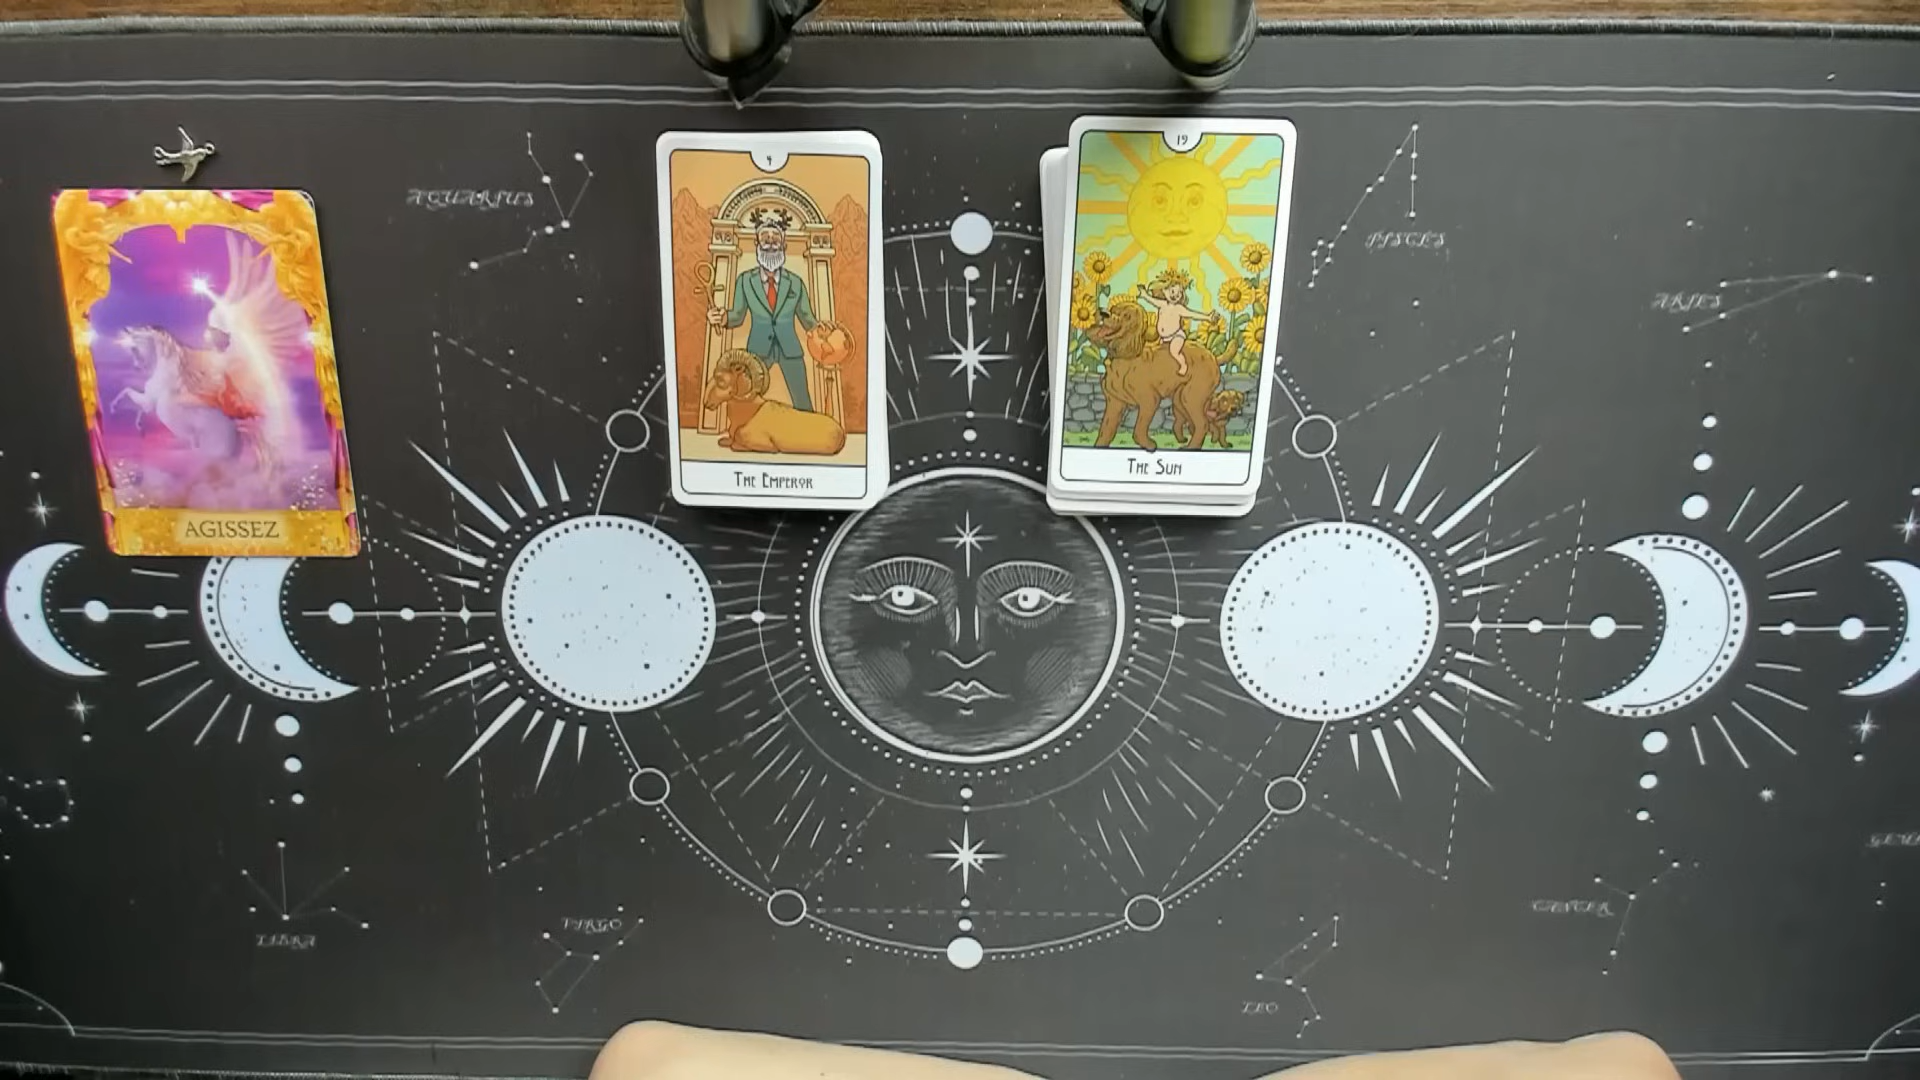 4
19
AQUARIUS
PISCES
ARIES
THE SUN
THE EMPEROR
AGISSEZ
CANCER
VIRGO
LIBRA
LEO